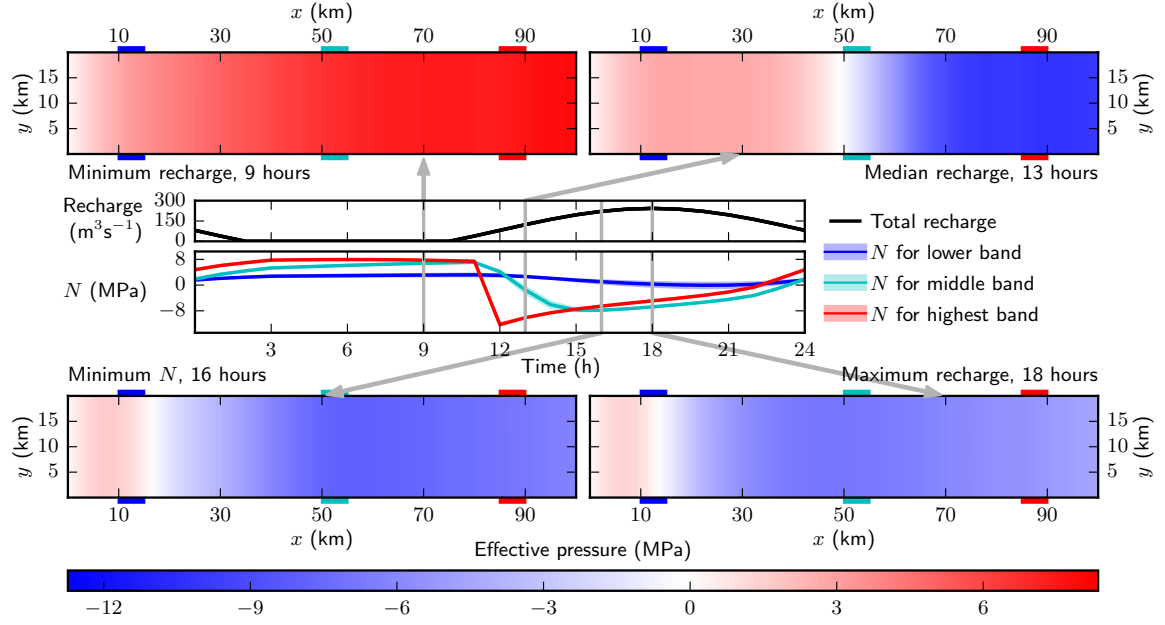 x (km) x (km)
10 30 50 70 90 10 30 50 70 90
y (km) 15 10 5 15 10 5 y (km)
Minimum recharge, 9 hours Median recharge, 13 hours
Recharge (m³s⁻¹) 300 150 0
Total recharge
N for lower band
N (MPa) 8 0 −8
N for middle band
N for highest band
3 6 9 12 15 18 21 24
Time (h)
Minimum N, 16 hours Maximum recharge, 18 hours
y (km) 15 10 5 15 10 5 y (km)
10 30 50 70 90 10 30 50 70 90
x (km) x (km)
Effective pressure (MPa)
−12 −9 −6 −3 0 3 6